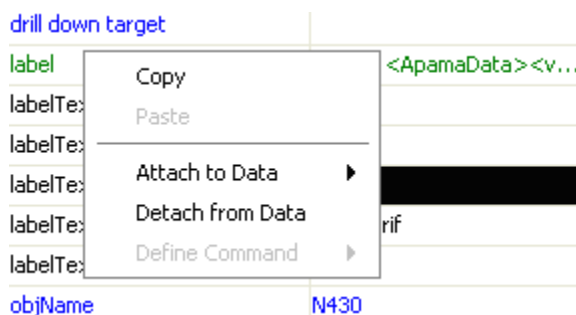 drill down target
label <ApamaData><v...
Copy
labelTex
Paste
labelTex
Attach to Data
labelTex
Detach from Data
labelTex rif
Define Command
labelTex
objName N430